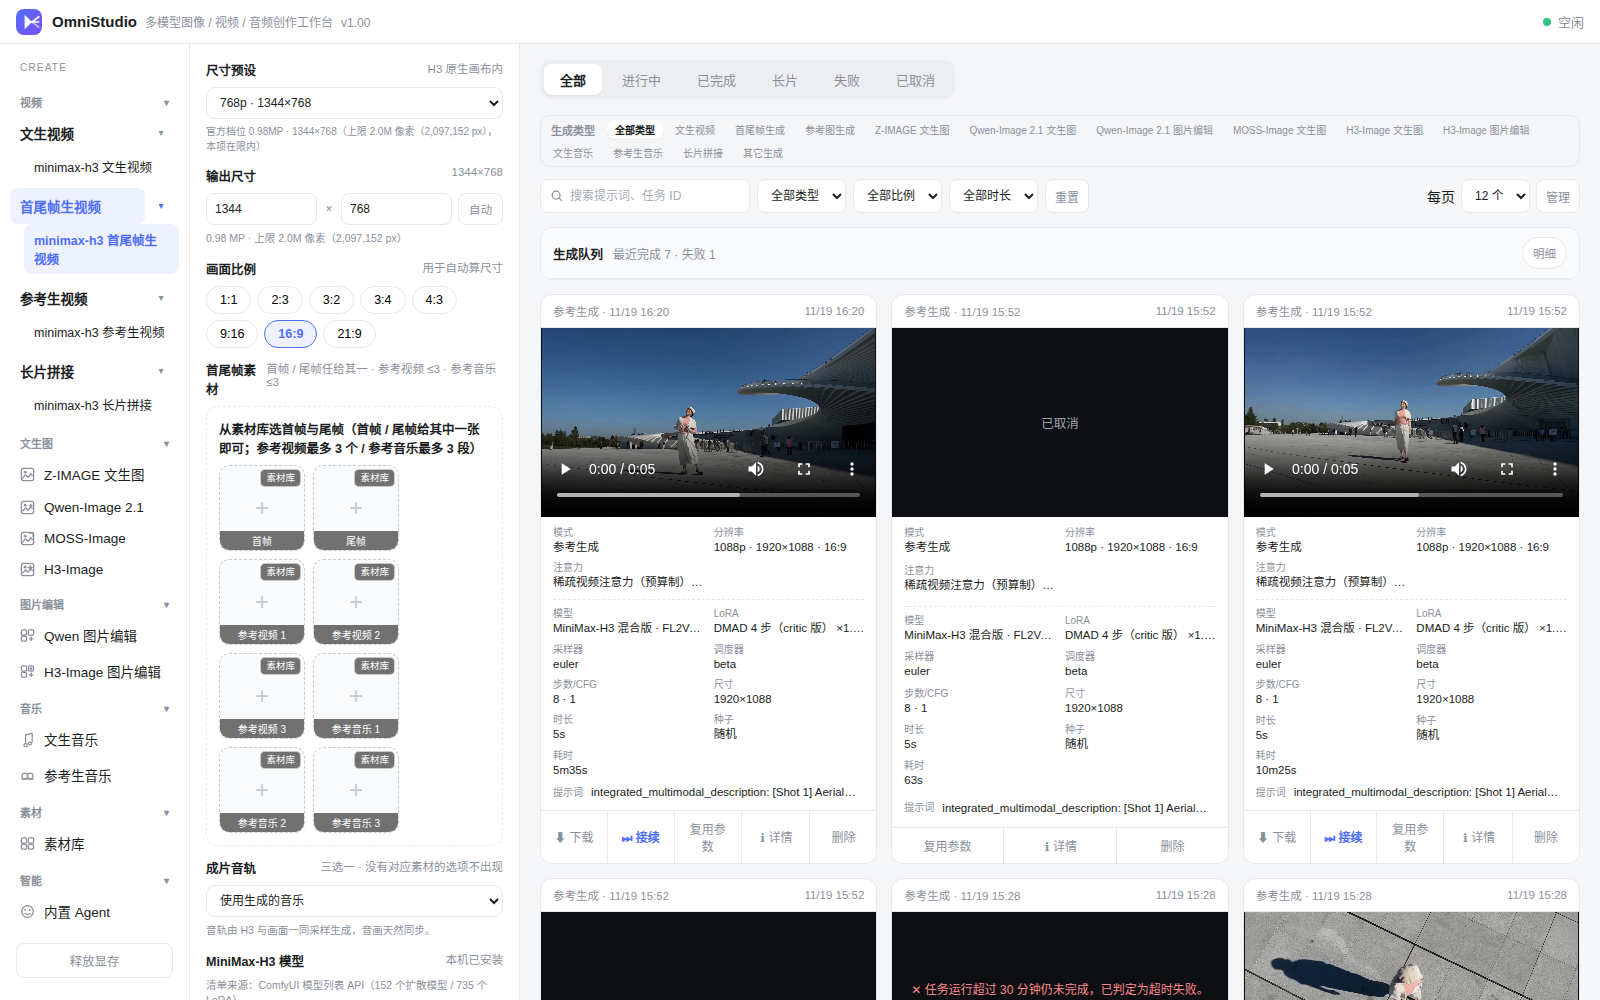 OmniStudio 多模型图像 / 视频 / 音频创作工作台 v1.00
空闲
CREATE
视频
文生视频
minimax-h3 文生视频
首尾帧生视频
minimax-h3 首尾帧生
视频
参考生视频
minimax-h3 参考生视频
长片拼接
minimax-h3 长片拼接
文生图
Z-IMAGE 文生图
Qwen-Image 2.1
MOSS-Image
H3-Image
图片编辑
Qwen 图片编辑
H3-Image 图片编辑
音乐
文生音乐
参考生音乐
素材
素材库
智能
内置 Agent
释放显存
尺寸预设 H3 原生画布内
768p · 1344×768
官方档位 0.98MP · 1344×768（上限 2.0M 像素（2,097,152 px），
本项在限内）
输出尺寸 1344×768
1344 × 768 自动
0.98 MP · 上限 2.0M 像素（2,097,152 px）
画面比例 用于自动算尺寸
1:1 2:3 3:2 3:4 4:3
9:16 16:9 21:9
首尾帧素
材
首帧 / 尾帧任给其一 · 参考视频 ≤3 · 参考音乐
≤3
从素材库选首帧与尾帧（首帧 / 尾帧给其中一张
即可；参考视频最多 3 个 / 参考音乐最多 3 段）
素材库 素材库
首帧 尾帧
素材库 素材库
参考视频 1 参考视频 2
素材库 素材库
参考视频 3 参考音乐 1
素材库 素材库
参考音乐 2 参考音乐 3
成片音轨 三选一 · 没有对应素材的选项不出现
使用生成的音乐
音轨由 H3 与画面一同采样生成，音画天然同步。
MiniMax-H3 模型 本机已安装
清单来源：ComfyUI 模型列表 API（152 个扩散模型 / 735 个
LoRA）
全部 进行中 已完成 长片 失败 已取消
生成类型 全部类型 文生视频 首尾帧生成 参考图生成 Z-IMAGE 文生图 Qwen-Image 2.1 文生图 Qwen-Image 2.1 图片编辑 MOSS-Image 文生图 H3-Image 文生图 H3-Image 图片编辑
文生音乐 参考生音乐 长片拼接 其它生成
搜索提示词、任务 ID 全部类型 全部比例 全部时长 重置 每页 12 个 管理
生成队列 最近完成 7 · 失败 1 明细
参考生成 · 11/19 16:20 11/19 16:20
0:00 / 0:05
模式 分辨率
参考生成 1088p · 1920×1088 · 16:9
注意力
稀疏视频注意力（预算制）…
模型 LoRA
MiniMax-H3 混合版 · FL2V… DMAD 4 步（critic 版） ×1.…
采样器 调度器
euler beta
步数/CFG 尺寸
8 · 1 1920×1088
时长 种子
5s 随机
耗时
5m35s
提示词 integrated_multimodal_description: [Shot 1] Aerial…
下载 接续 复用参
数 详情 删除
参考生成 · 11/19 15:52 11/19 15:52
已取消
模式 分辨率
参考生成 1088p · 1920×1088 · 16:9
注意力
稀疏视频注意力（预算制）…
模型 LoRA
MiniMax-H3 混合版 · FL2V… DMAD 4 步（critic 版） ×1.…
采样器 调度器
euler beta
步数/CFG 尺寸
8 · 1 1920×1088
时长 种子
5s 随机
耗时
63s
提示词 integrated_multimodal_description: [Shot 1] Aerial…
复用参数 详情 删除
参考生成 · 11/19 15:52 11/19 15:52
0:00 / 0:05
模式 分辨率
参考生成 1088p · 1920×1088 · 16:9
注意力
稀疏视频注意力（预算制）…
模型 LoRA
MiniMax-H3 混合版 · FL2V… DMAD 4 步（critic 版） ×1.…
采样器 调度器
euler beta
步数/CFG 尺寸
8 · 1 1920×1088
时长 种子
5s 随机
耗时
10m25s
提示词 integrated_multimodal_description: [Shot 1] Aerial…
下载 接续 复用参
数 详情 删除
参考生成 · 11/19 15:52 11/19 15:52
参考生成 · 11/19 15:28 11/19 15:28
✕ 任务运行超过 30 分钟仍未完成，已判定为超时失败。
参考生成 · 11/19 15:28 11/19 15:28